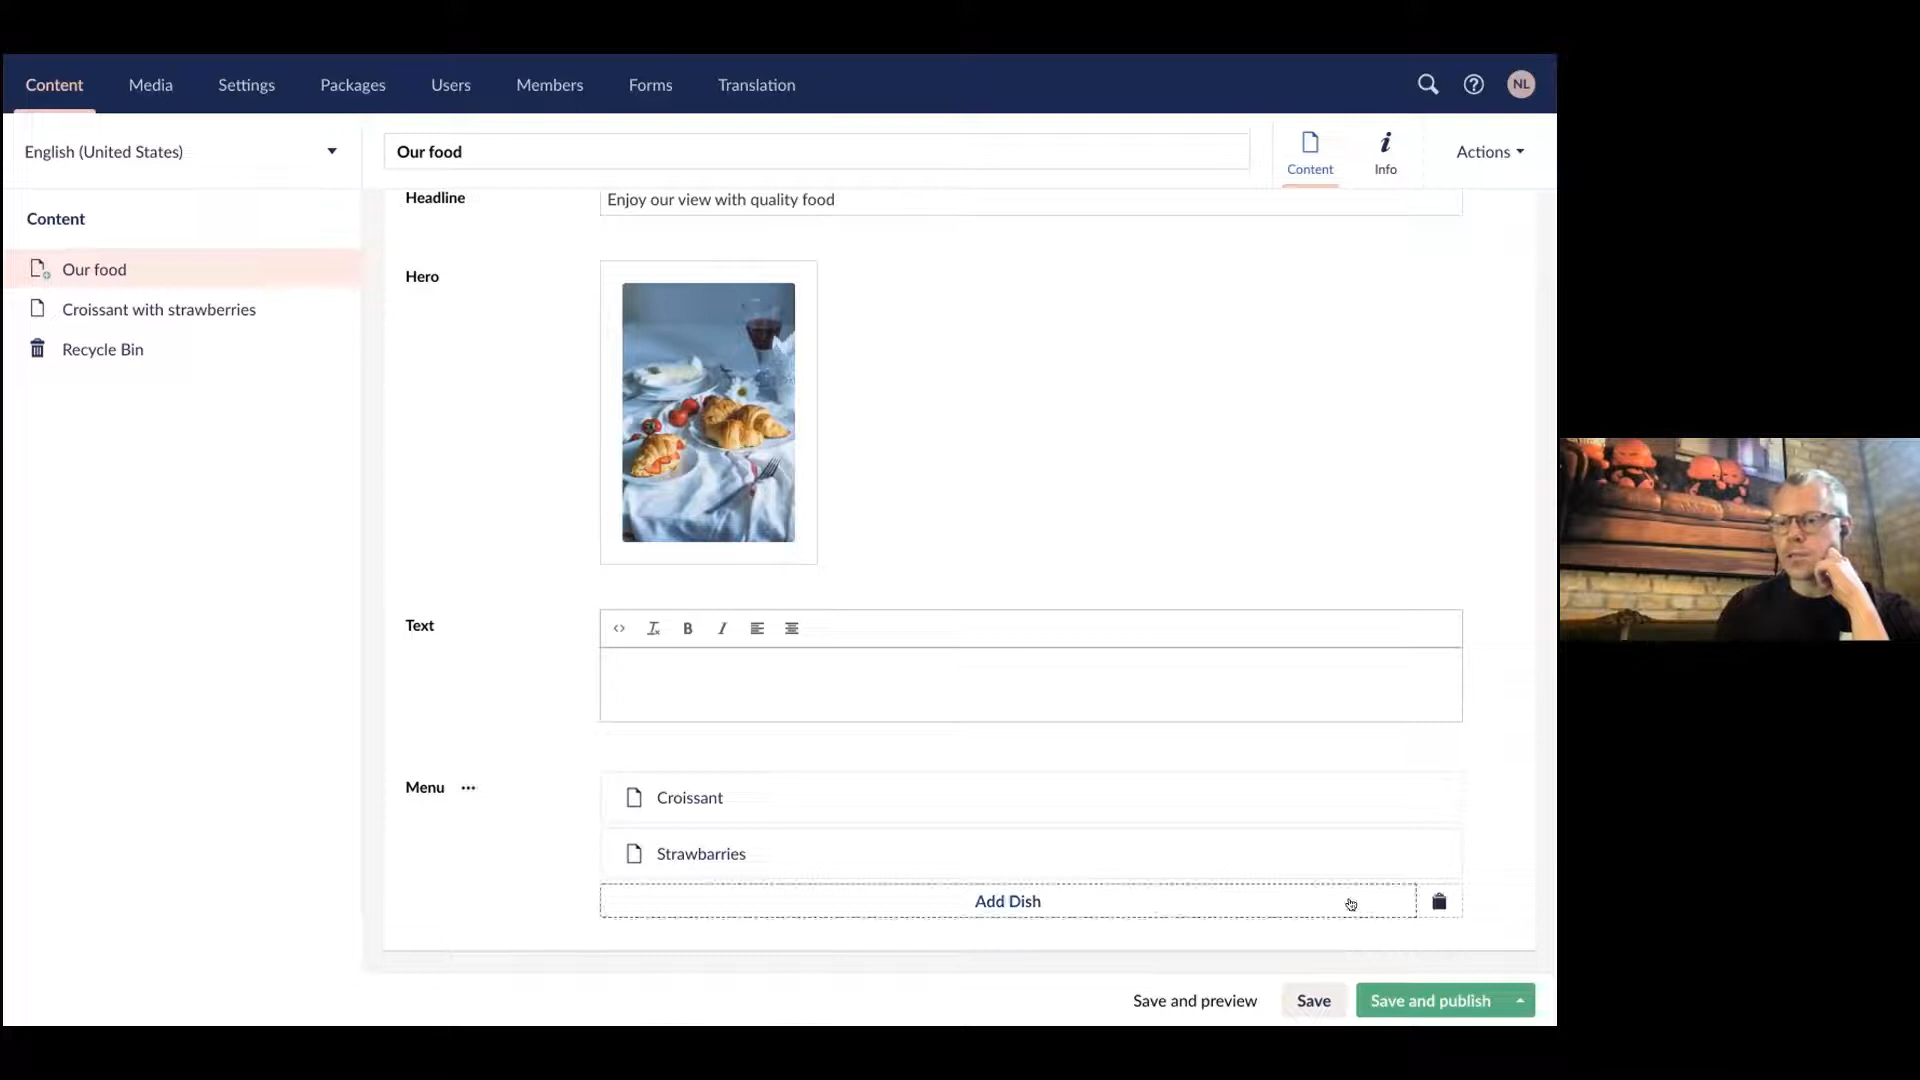 Content Media Settings Packages Users Members Forms Translation NL
English (United States)
Our food
Content
Info
Actions
Content
Our food
Croissant with strawberries
Recycle Bin
Headline
Enjoy our view with quality food
Hero
Text
<> Tx B I
Menu •••
Croissant
Strawbarries
Add Dish
Save and preview Save Save and publish